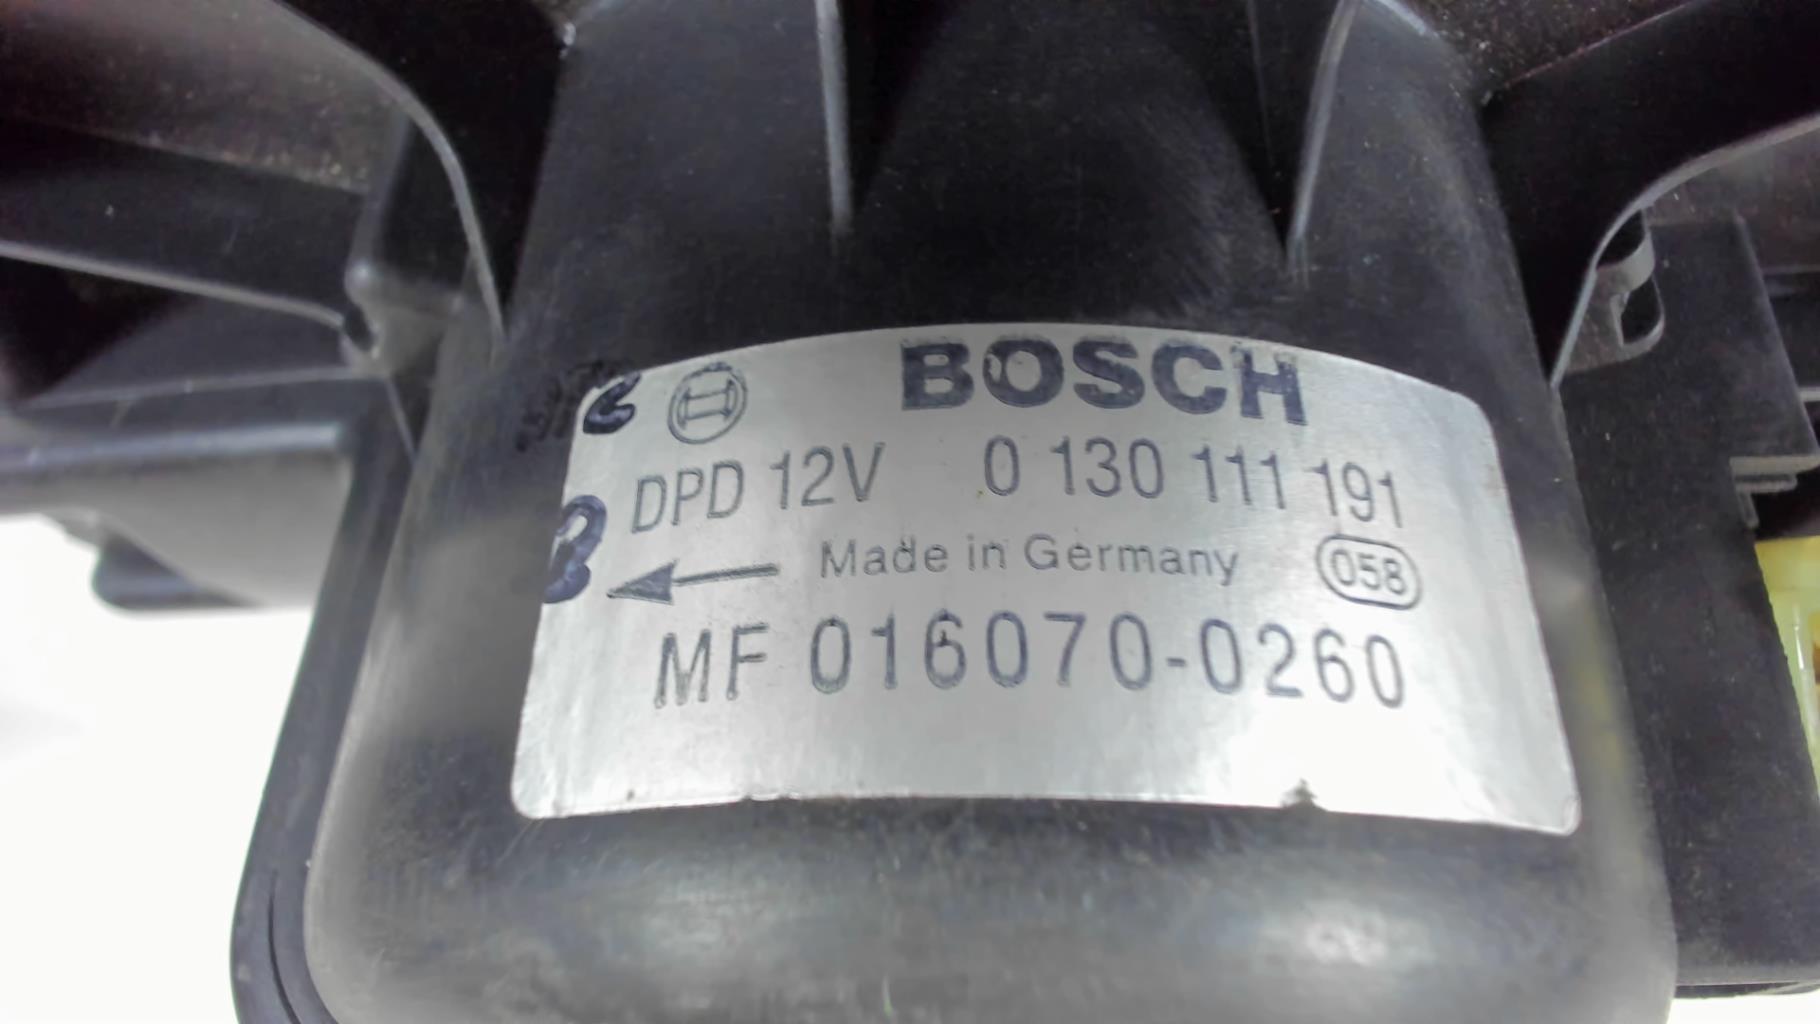 BOSCH
DPD 12V 0 130 111 191
Made in Germany 058
MF 016070-0260